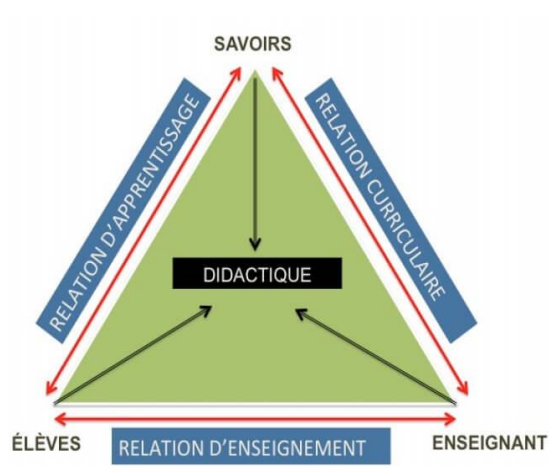 SAVOIRS
RELATION D'APPRENTISSAGE
RELATION CURRICULAIRE
DIDACTIQUE
ÉLÈVES
RELATION D'ENSEIGNEMENT
ENSEIGNANT